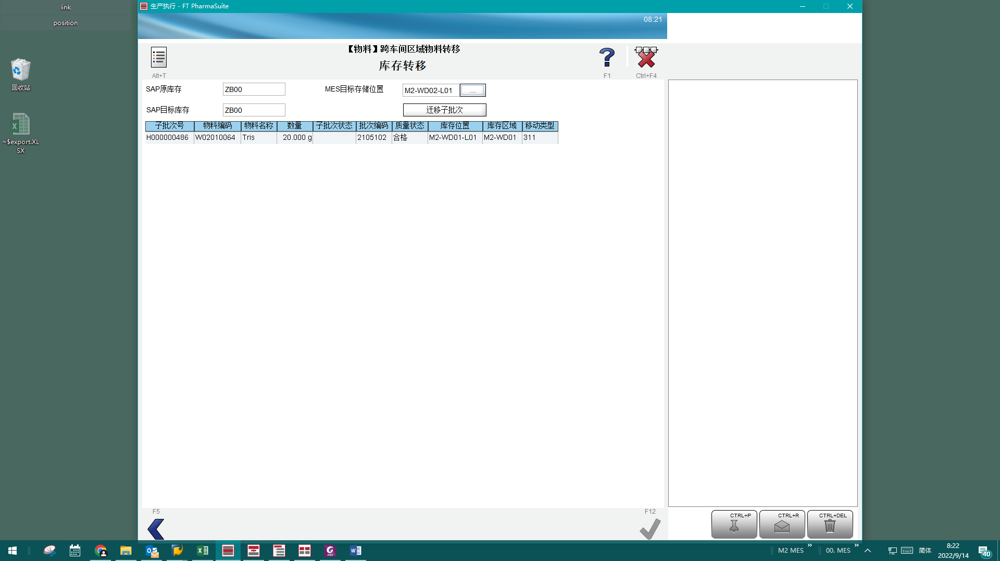 link
position
回收站
~$export.XL
SX
生产执行 - FT PharmaSuite
08:21
【物料】跨车间区域物料转移
库存转移
Alt+T
F1
Ctrl+F4
SAP原库存
ZB00
MES目标存储位置
M2-WD02-L01
...
SAP目标库存
ZB00
迁移子批次
子批次号 物料编码 物料名称 数量 子批次状态 批次编码 质量状态 库存位置 库存区域 移动类型
H000000486 W02010064 Tris 20.000 g 2105102 合格 M2-WD01-L01 M2-WD01 311
F5
F12
CTRL+P
CTRL+R
CTRL+DEL
M2 MES
00. MES
简体
8:22
2022/9/14
40